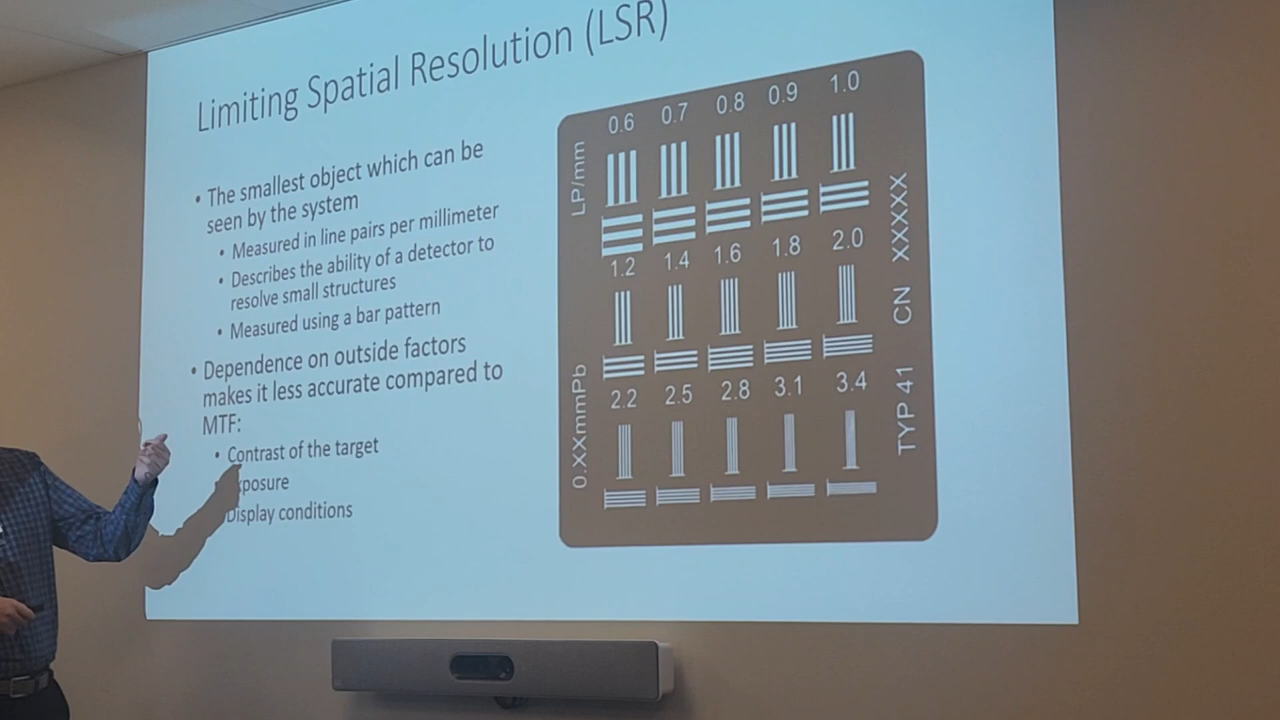 Limiting Spatial Resolution (LSR)
• The smallest object which can be
seen by the system
• Measured in line pairs per millimeter
• Describes the ability of a detector to
resolve small structures
• Measured using a bar pattern
• Dependence on outside factors
makes it less accurate compared to
MTF:
• Contrast of the target
xposure
Display conditions
LP/mm
0.6 0.7 0.8 0.9 1.0
1.2 1.4 1.6 1.8 2.0
2.2 2.5 2.8 3.1 3.4
0.XXmmPb
TYP 41 CN XXXXX